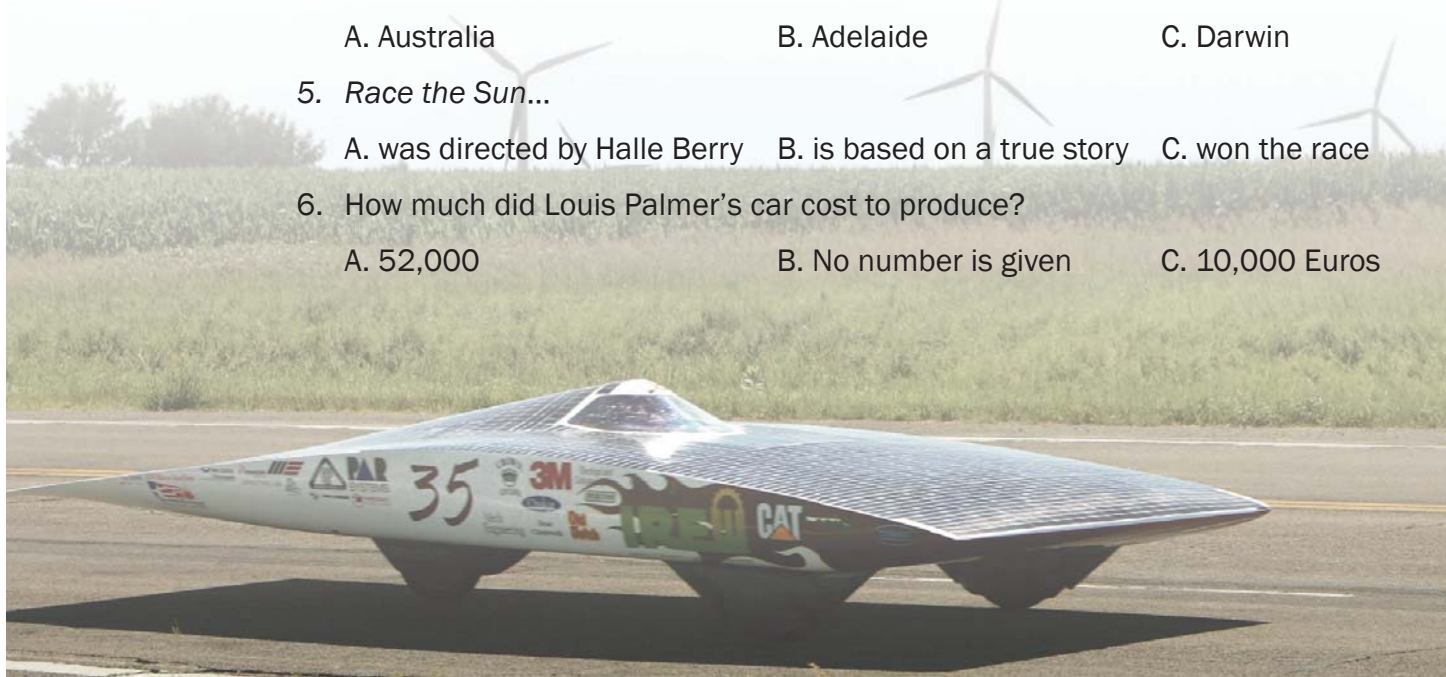 A. Australia B. Adelaide C. Darwin
5. Race the Sun...
A. was directed by Halle Berry B. is based on a true story C. won the race
6. How much did Louis Palmer's car cost to produce?
A. 52,000 B. No number is given C. 10,000 Euros
PAR
35
3M
CAT